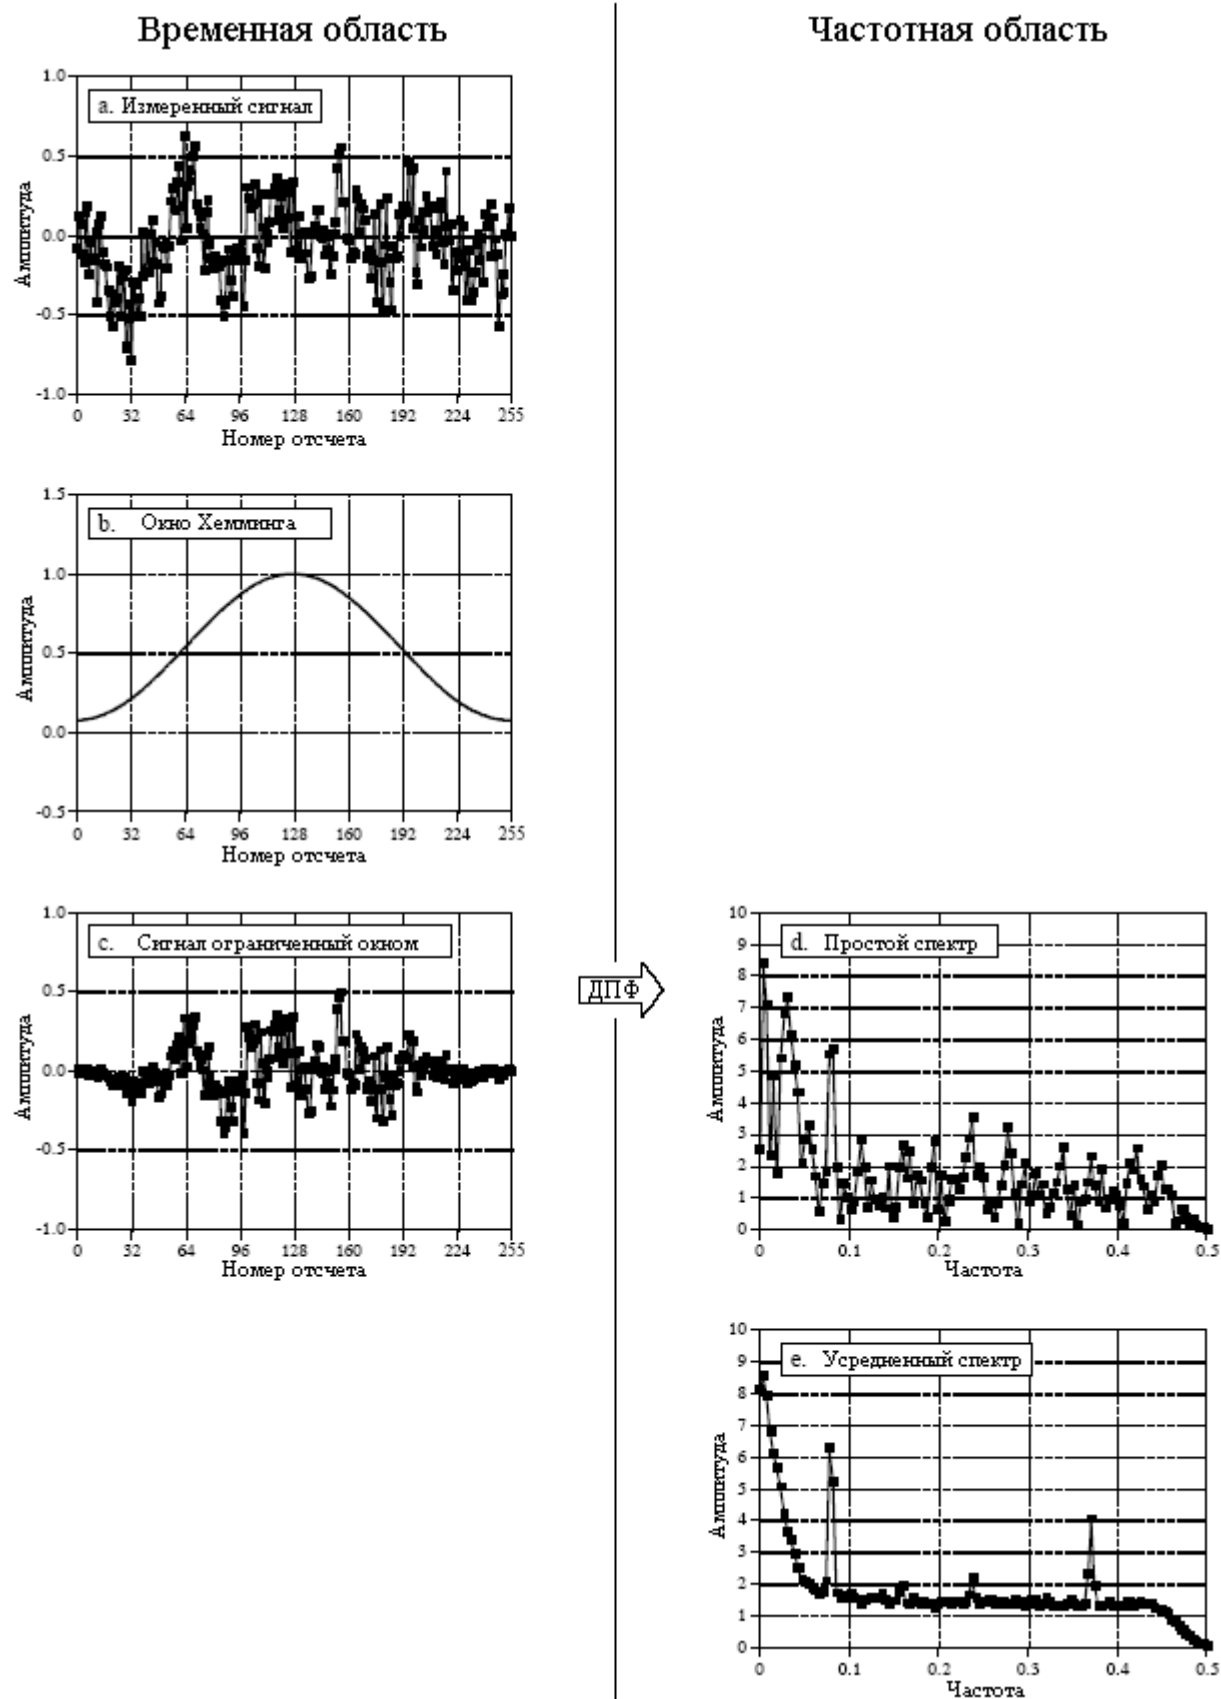 Временная область
Частотная область
a. Измеренный сигнал
Амплитуда
1.0
0.5
0.0
-0.5
-1.0
0 32 64 96 128 160 192 224 255
Номер отсчета
b. Окно Хемминга
Амплитуда
1.5
1.0
0.5
0.0
-0.5
0 32 64 96 128 160 192 224 255
Номер отсчета
c. Сигнал ограниченный окном
Амплитуда
1.0
0.5
0.0
-0.5
-1.0
0 32 64 96 128 160 192 224 255
Номер отсчета
ДПФ
d. Простой спектр
Амплитуда
10
9
8
7
6
5
4
3
2
1
0
0 0.1 0.2 0.3 0.4 0.5
Частота
e. Усредненный спектр
Амплитуда
10
9
8
7
6
5
4
3
2
1
0
0 0.1 0.2 0.3 0.4 0.5
Частота